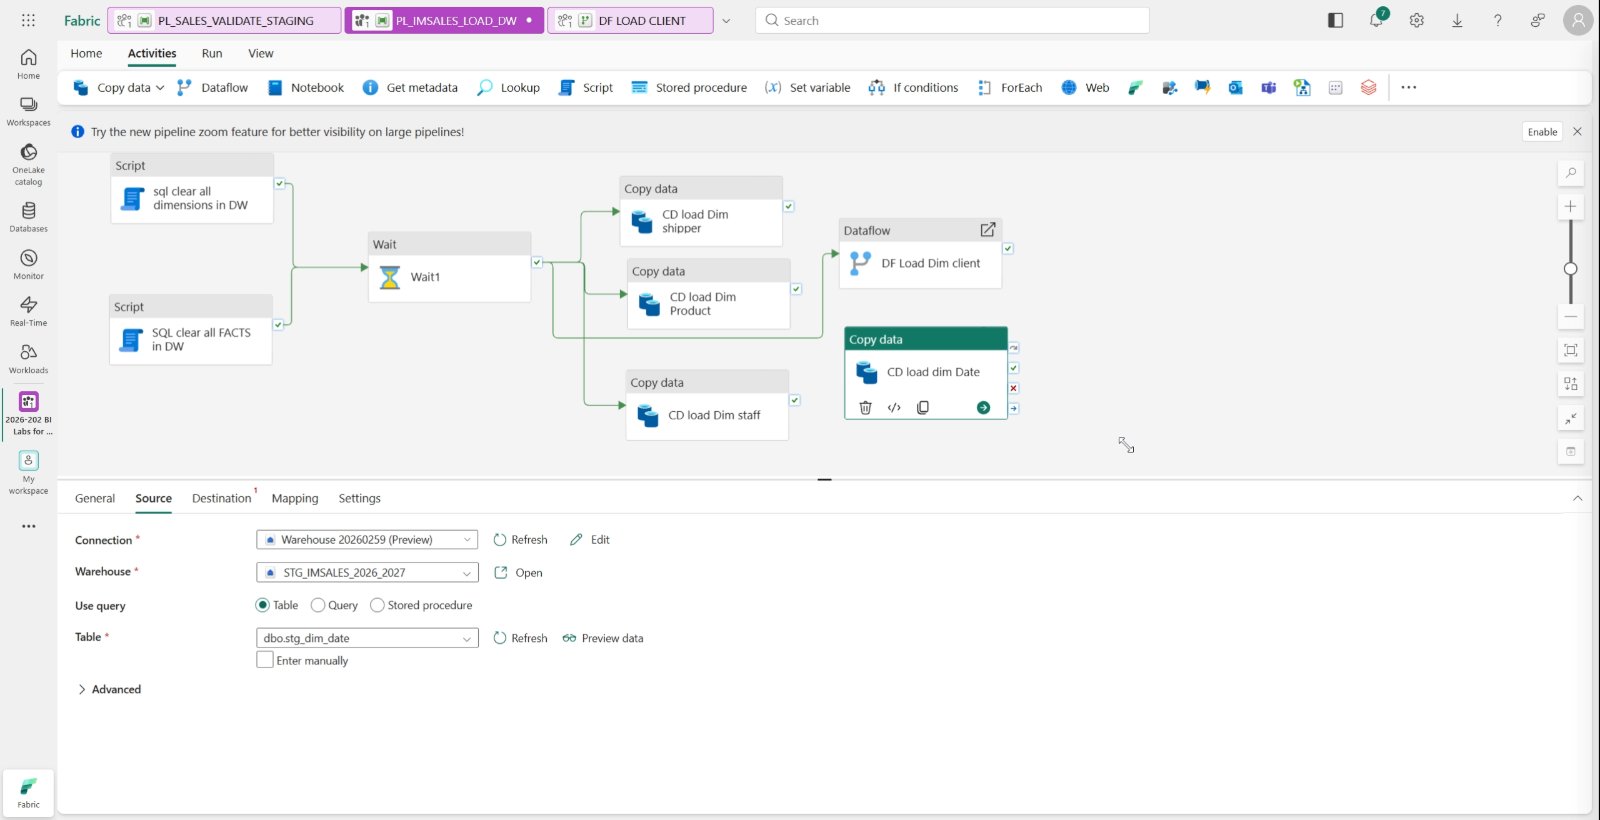 Fabric
PL_SALES_VALIDATE_STAGING
PL_IMSALES_LOAD_DW
DF LOAD CLIENT
Search
7
Home
Activities
Run
View
Copy data
Dataflow
Notebook
Get metadata
Lookup
Script
Stored procedure
(x) Set variable
If conditions
ForEach
Web
Try the new pipeline zoom feature for better visibility on large pipelines!
Enable
Home
Workspaces
OneLake
catalog
Databases
Monitor
Real-Time
Workloads
2026-202 BI
Labs for ...
My
workspace
Fabric
Script
sql clear all
dimensions in DW
Script
SQL clear all FACTS
in DW
Wait
Wait1
Copy data
CD load Dim
shipper
Copy data
CD load Dim
Product
Copy data
CD load Dim staff
Dataflow
DF Load Dim client
Copy data
CD load dim Date
General
Source
Destination 1
Mapping
Settings
Connection *
Warehouse 20260259 (Preview)
Refresh
Edit
Warehouse *
STG_IMSALES_2026_2027
Open
Use query
Table
Query
Stored procedure
Table *
dbo.stg_dim_date
Refresh
Preview data
Enter manually
Advanced